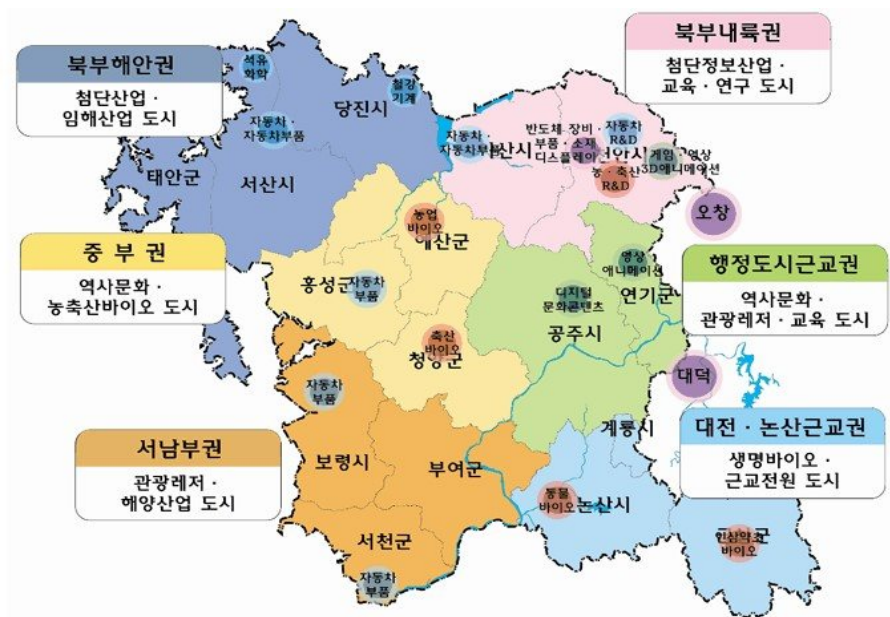 북부해안권
첨단산업 ·
임해산업 도시
북부내륙권
첨단정보산업 ·
교육 · 연구 도시
석유
화학
철강
기계
당진시
자동차 ·
자동차부품
태안군
서산시
자동차 ·
자동차부품
반도체 · 장비 ·
부품 · 소재
디스플레이
자동차
R&D
게임 · 영상
3D애니메이션
농 · 축산
R&D
오창
중 부 권
역사문화 ·
농축산바이오 도시
농업
바이오
예산군
홍성군
자동차
부품
축산
바이오
청양군
영상
애니메이션
연기군
디지털
문화콘텐츠
공주시
행정도시근교권
역사문화 ·
관광레저 · 교육 도시
대덕
계룡시
대전 · 논산근교권
생명바이오 ·
근교전원 도시
서남부권
관광레저 ·
해양산업 도시
자동차
부품
보령시
부여군
동물
바이오
논산시
서천군
자동차
부품
인삼약초
바이오